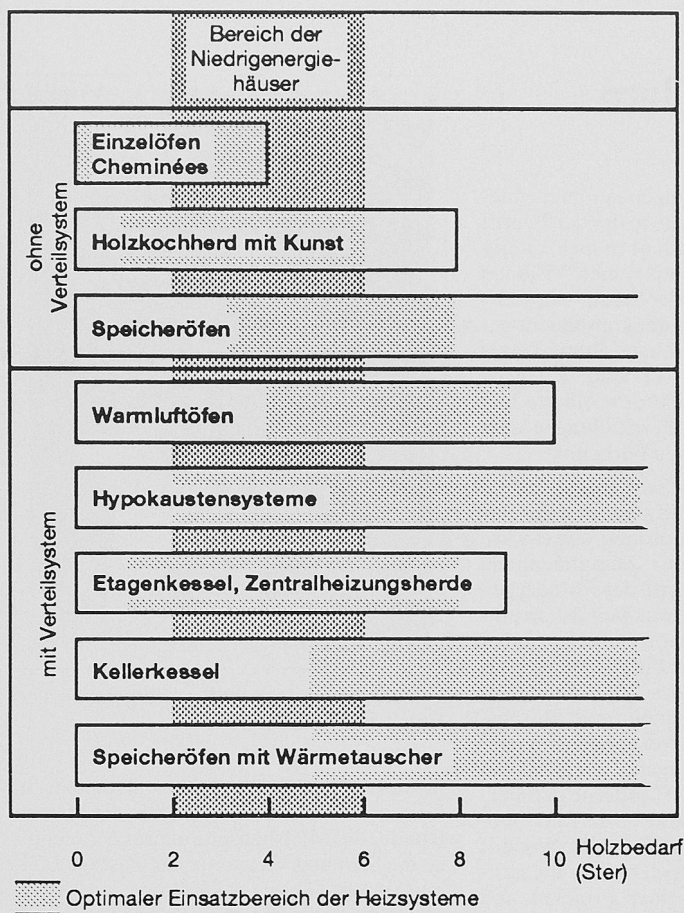 Bereich der
Niedrigenergie-
häuser
ohne
Verteilsystem
Einzelöfen
Cheminées
Holzkochherd mit Kunst
Speicheröfen
mit Verteilsystem
Warmluftöfen
Hypokaustensysteme
Etagenkessel, Zentralheizungsherde
Kellerkessel
Speicheröfen mit Wärmetauscher
0 2 4 6 8 10 Holzbedarf
(Ster)
Optimaler Einsatzbereich der Heizsysteme